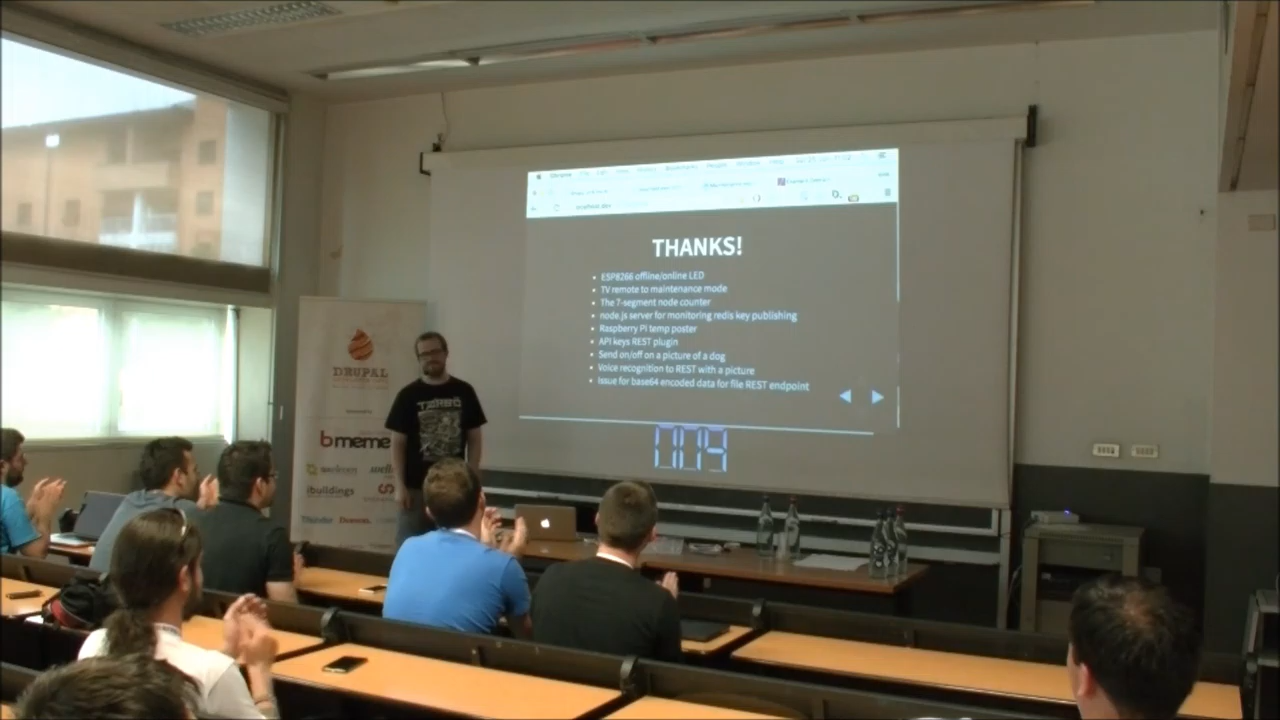 Chrome
THANKS!
• ESP8266 offline/online LED
• TV remote to maintenance mode
• The 7-segment node counter
• node.js server for monitoring redis key publishing
• Raspberry Pi temp poster
• API keys REST plugin
• Send on/off on a picture of a dog
• Voice recognition to REST with a picture
• Issue for base64 encoded data for file REST endpoint
004
DRUPAL
bmeme
ibuildings